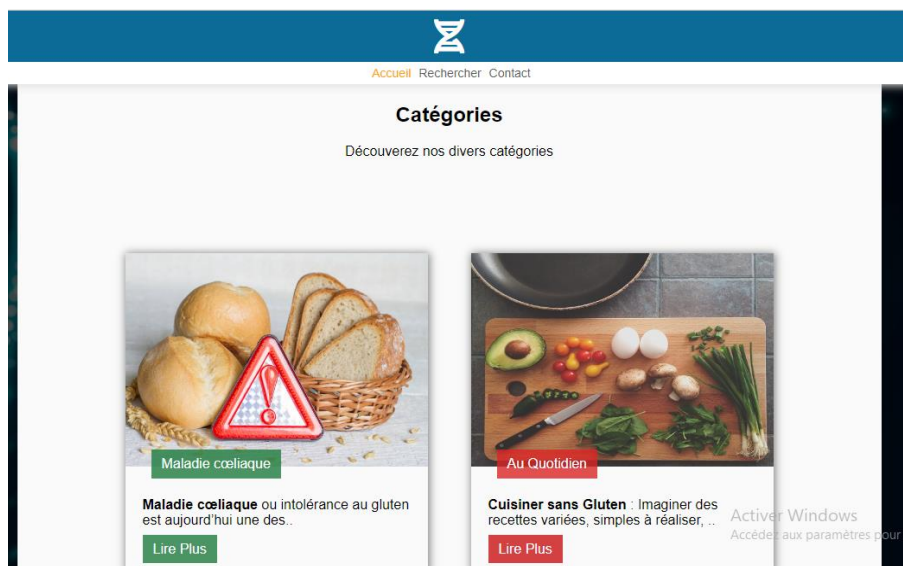 Accueil Rechercher Contact
Catégories
Découverez nos divers catégories
Maladie cœliaque
Maladie cœliaque ou intolérance au gluten
est aujourd'hui une des..
Lire Plus
Au Quotidien
Cuisiner sans Gluten : Imaginer des
recettes variées, simples à réaliser, ..
Lire Plus
Activer Windows
Accédez aux paramètres pour